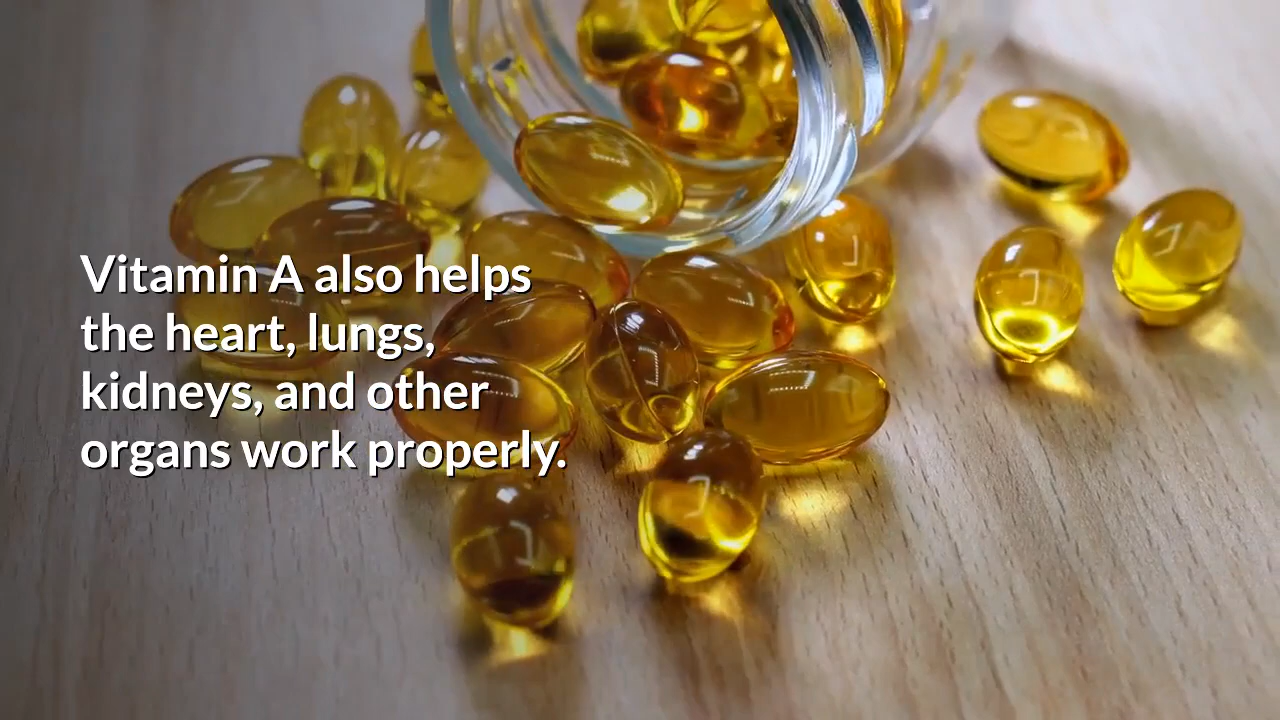 Vitamin A also helps
the heart, lungs,
kidneys, and other
organs work properly.